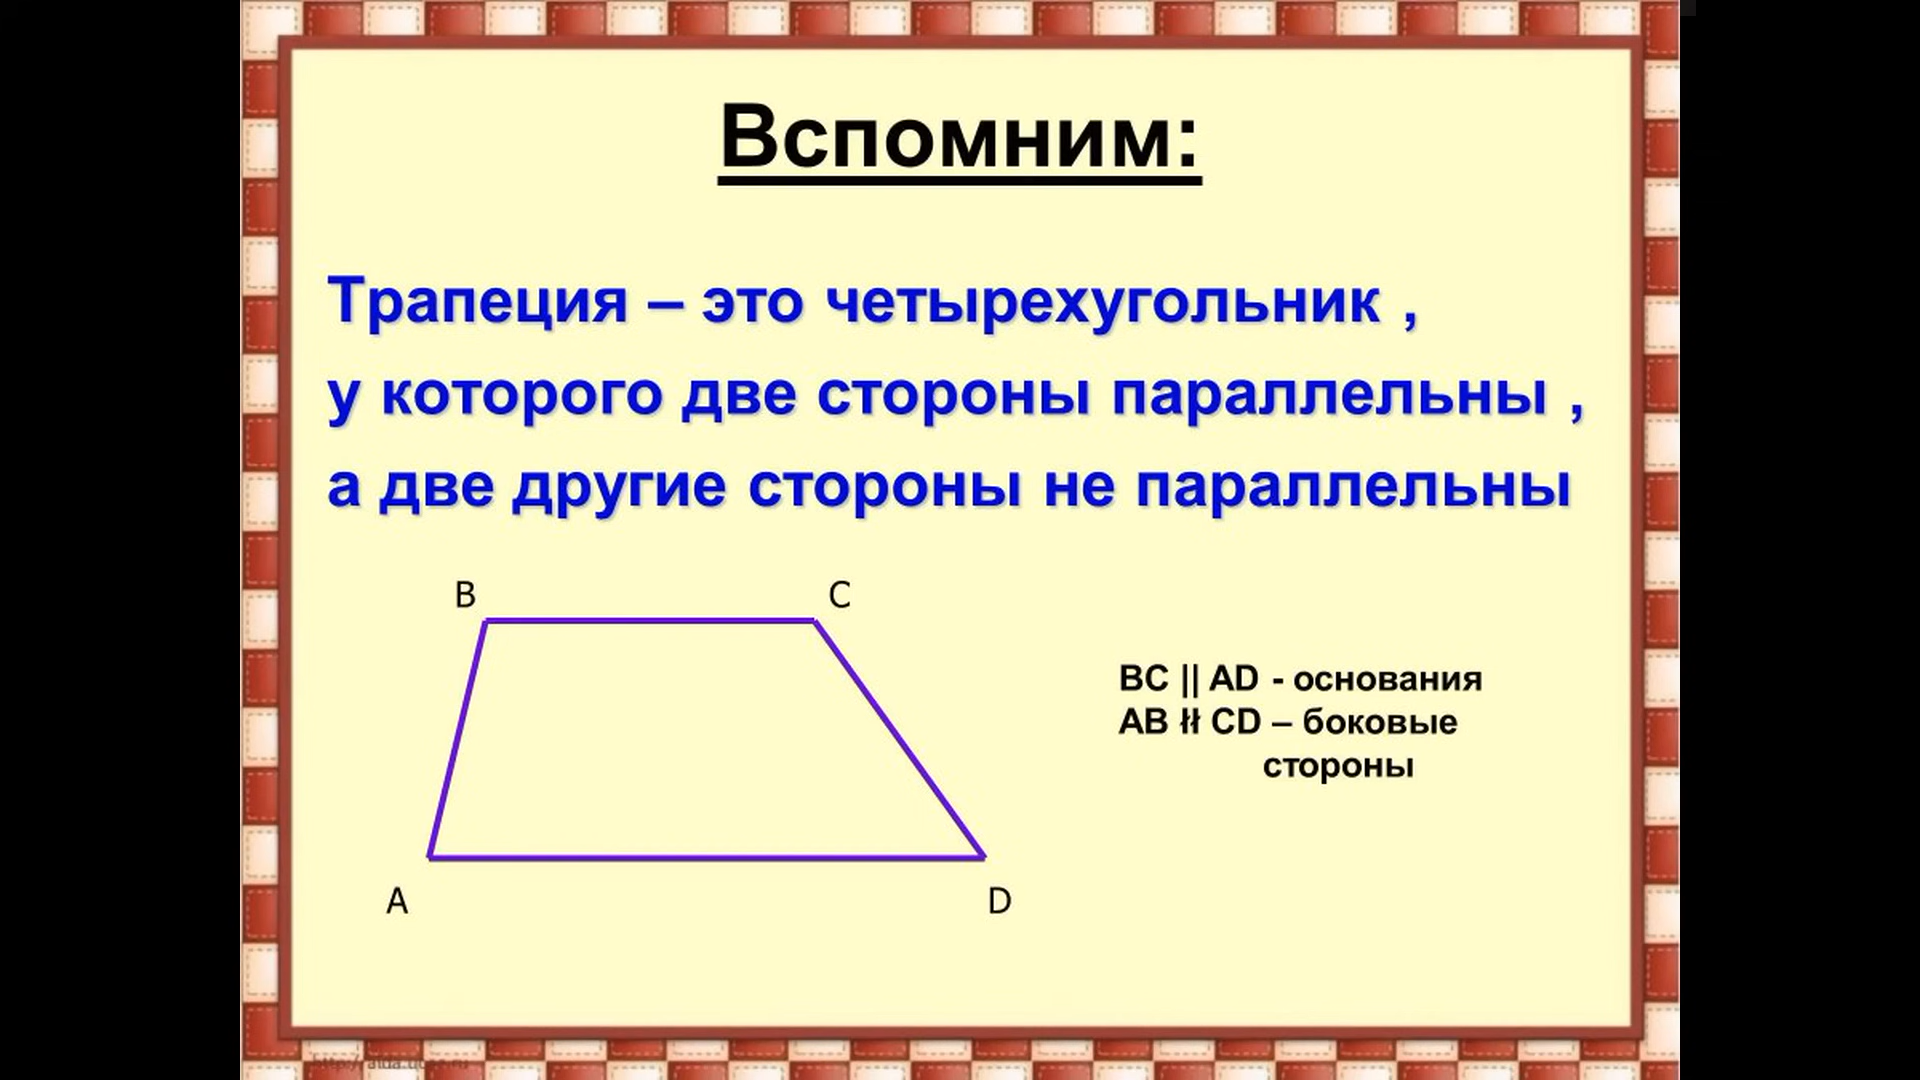 Вспомним:
Трапеция – это четырехугольник ,
у которого две стороны параллельны ,
а две другие стороны не параллельны
B
C
BC || AD - основания
AB ƚƚ CD – боковые
стороны
A
D